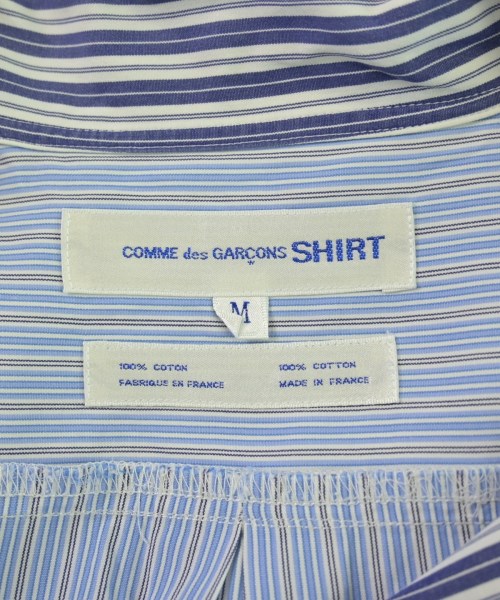 COMME des GARÇONS SHIRT
M
100% COTON
FABRIQUE EN FRANCE
100% COTTON
MADE IN FRANCE